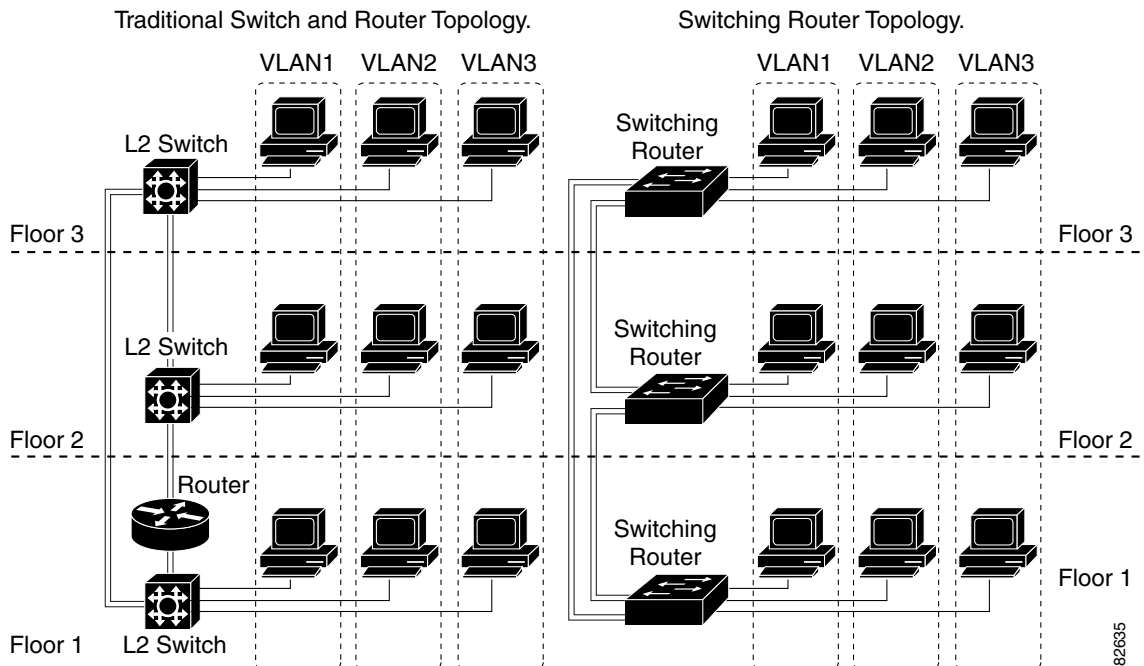 Traditional Switch and Router Topology.
Switching Router Topology.
VLAN1 VLAN2 VLAN3
VLAN1 VLAN2 VLAN3
L2 Switch
Switching
Router
Floor 3
Floor 3
L2 Switch
Switching
Router
Floor 2
Floor 2
Router
Switching
Router
Floor 1
L2 Switch
Floor 1
82635